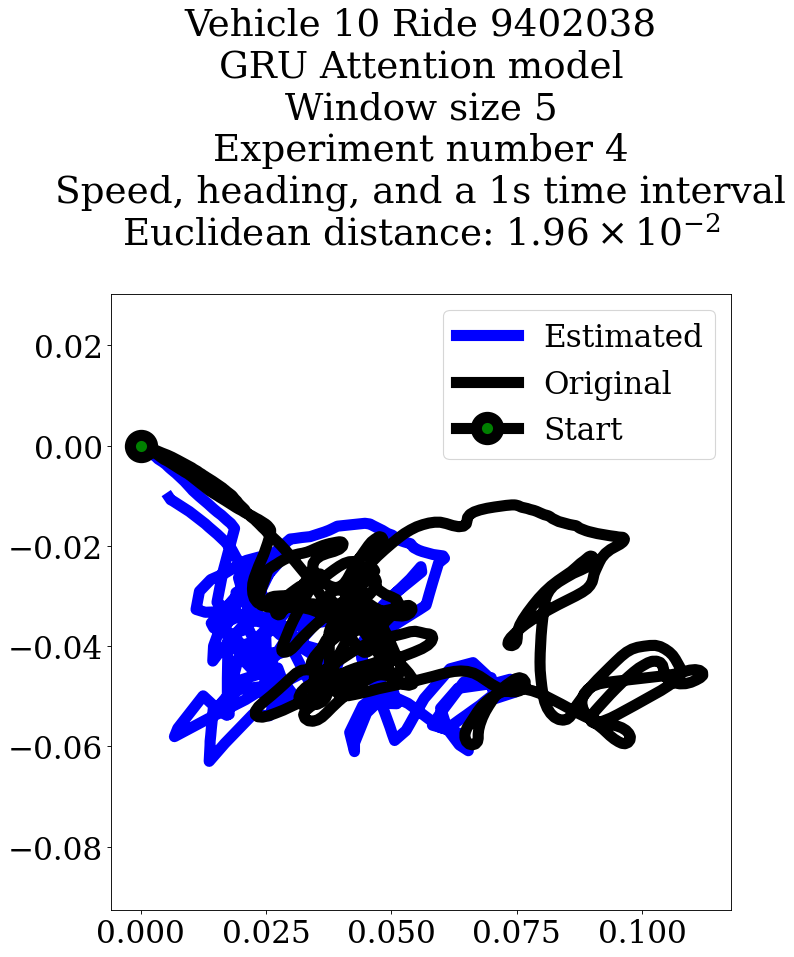 Vehicle 10 Ride 9402038
GRU Attention model
Window size 5
Experiment number 4
Speed, heading, and a 1s time interval
Euclidean distance: 1.96 × 10⁻²
Estimated
Original
Start
0.02
0.00
−0.02
−0.04
−0.06
−0.08
0.000 0.025 0.050 0.075 0.100